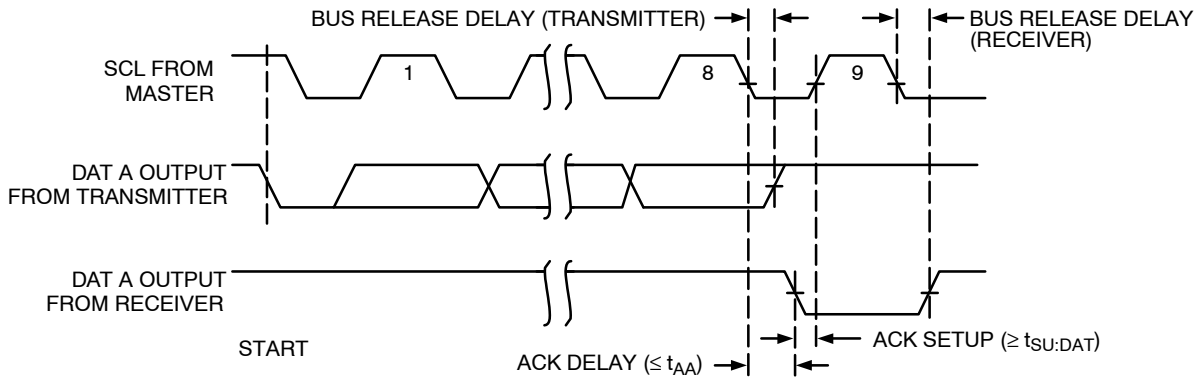 BUS RELEASE DELAY (TRANSMITTER)
BUS RELEASE DELAY
(RECEIVER)
SCL FROM
MASTER
1
8
9
DAT A OUTPUT
FROM TRANSMITTER
DAT A OUTPUT
FROM RECEIVER
START
ACK SETUP (≥ tSU:DAT)
ACK DELAY (≤ tAA)